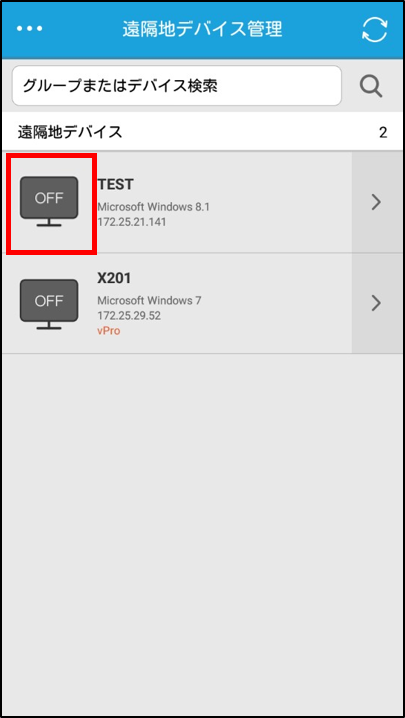 遠隔地デバイス管理
グループまたはデバイス検索
遠隔地デバイス 2
OFF
TEST
Microsoft Windows 8.1
172.25.21.141
OFF
X201
Microsoft Windows 7
172.25.29.52
vPro